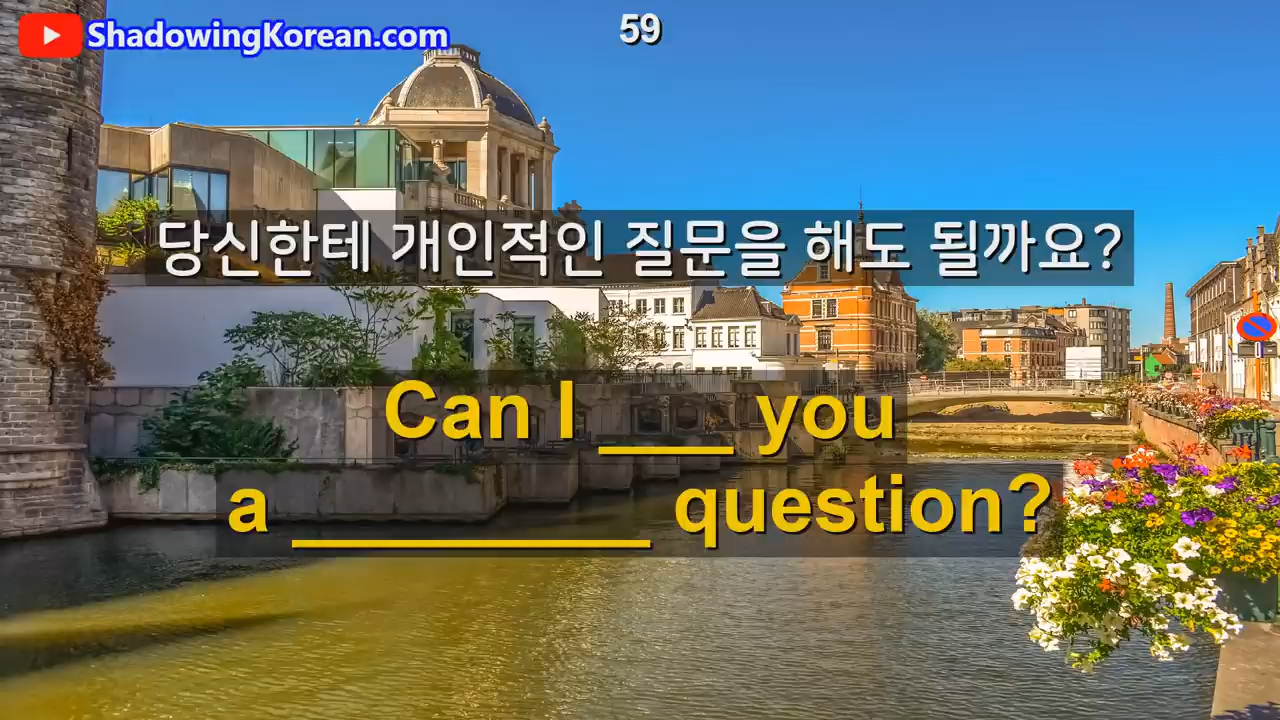 ShadowingKorean.com
59
당신한테 개인적인 질문을 해도 될까요?
Can I ___ you
a ________ question?